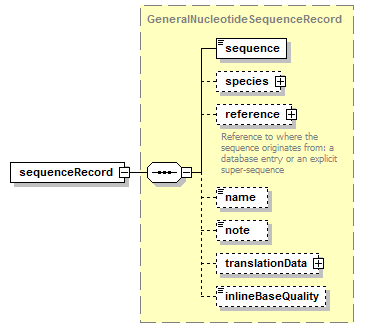 GeneralNucleotideSequenceRecord
sequence
species
reference
Reference to where the
sequence originates from: a
database entry or an explicit
super-sequence
sequenceRecord
name
note
translationData
inlineBaseQuality